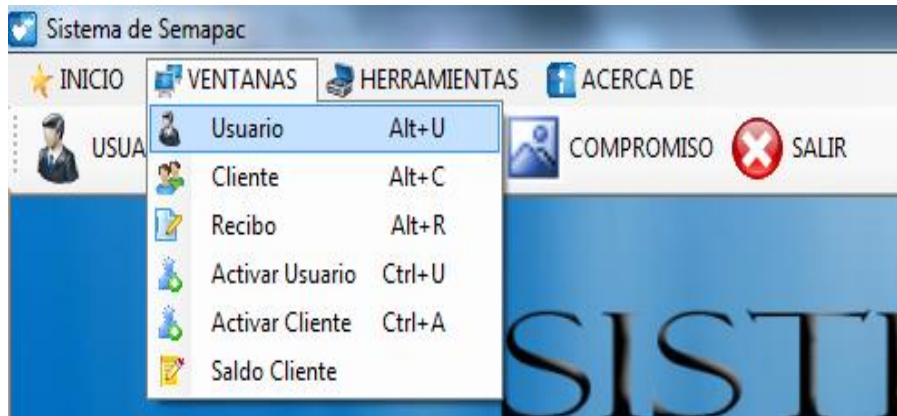 Sistema de Semapac
INICIO VENTANAS HERRAMIENTAS ACERCA DE
USUA COMPROMISO SALIR
Usuario Alt+U
Cliente Alt+C
Recibo Alt+R
Activar Usuario Ctrl+U
Activar Cliente Ctrl+A
Saldo Cliente
SIST